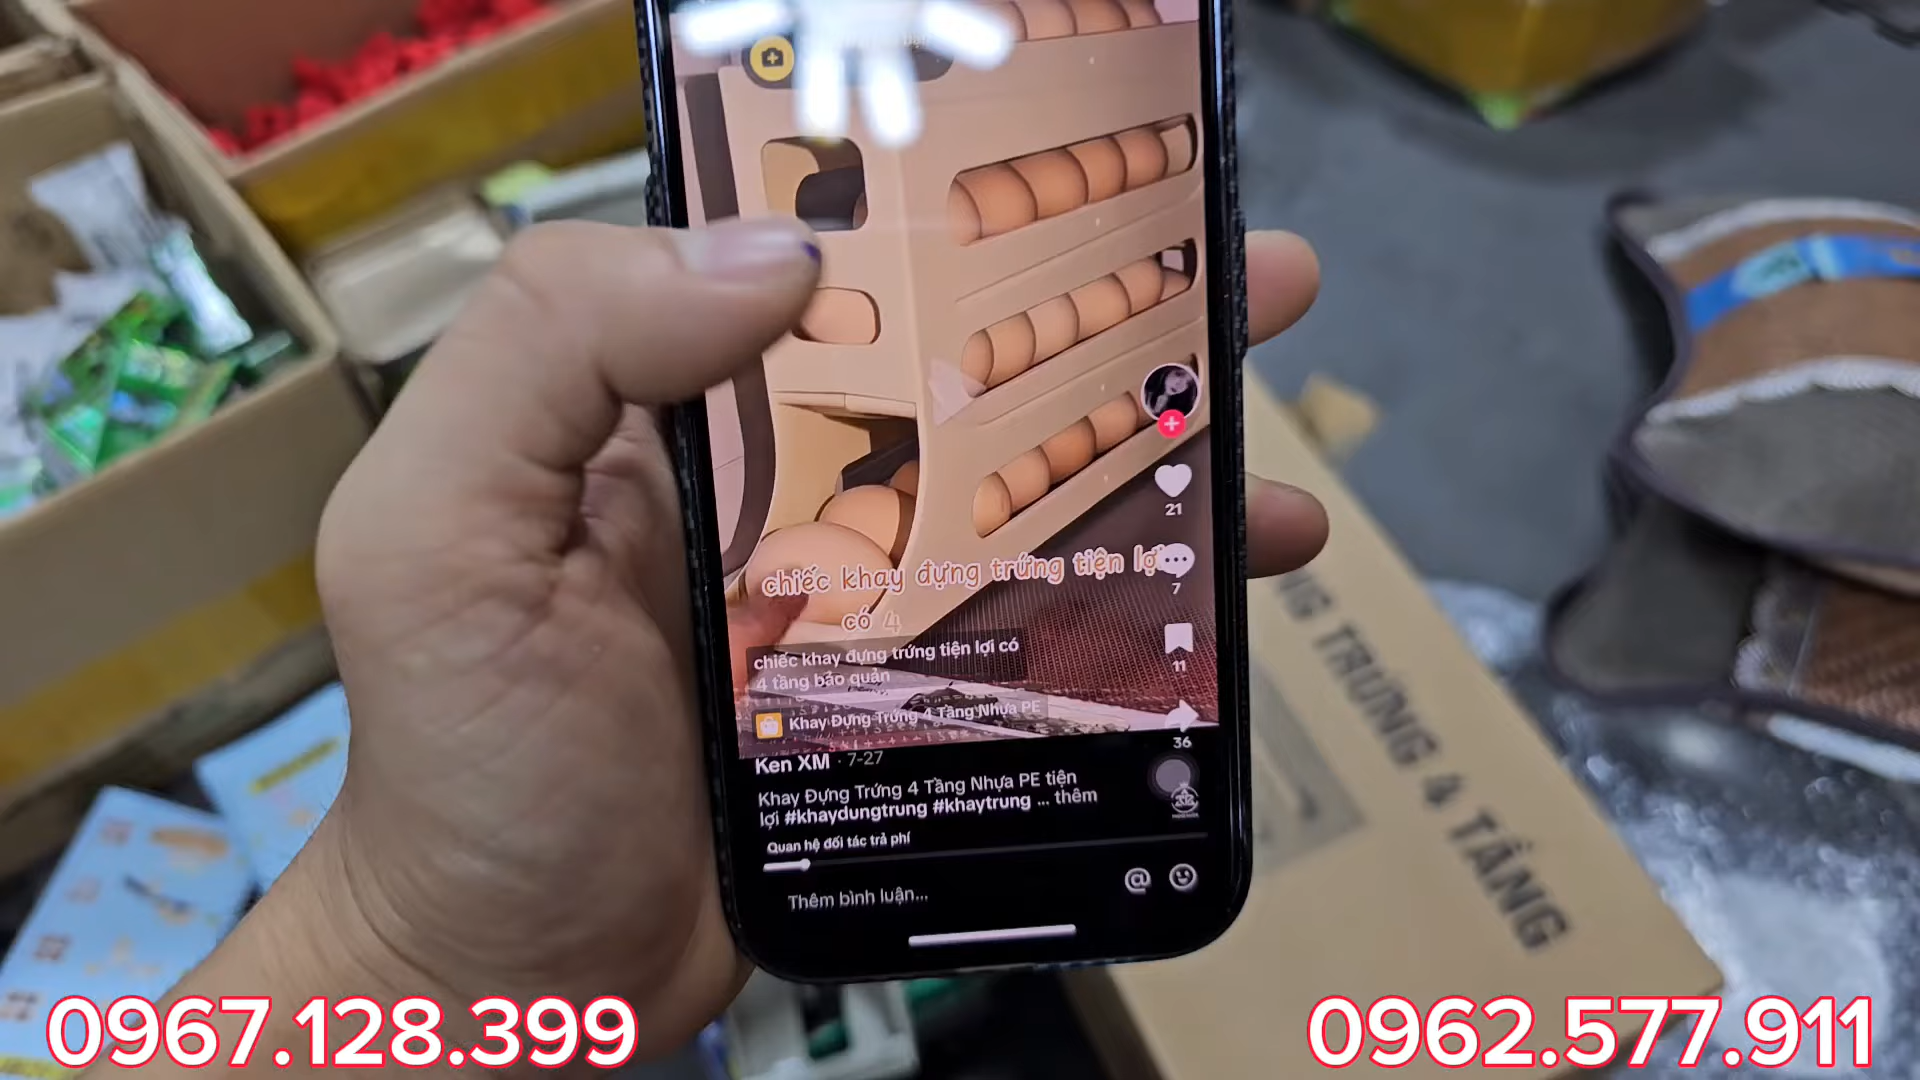 chiếc khay đựng trứng tiện lợi
có 4
chiếc khay đựng trứng tiện lợi có
4 tầng bảo quản
Khay Đựng Trứng 4 Tầng Nhựa PE
Ken XM · 7-27
Khay Đựng Trứng 4 Tầng Nhựa PE tiện
lợi #khaydungtrung #khaytrung ... thêm
Quan hệ đối tác trả phí
Thêm bình luận...
21
7
11
36
TRỨNG 4 TẦNG
0967.128.399
0962.577.911